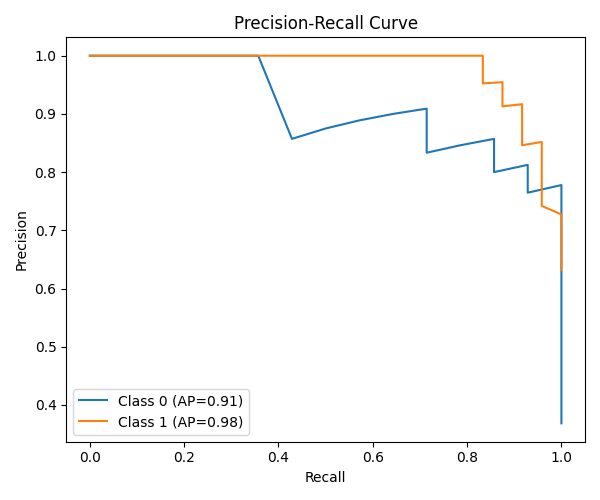 Precision-Recall Curve
1.0
0.9
0.8
0.7
0.6
0.5
0.4
Precision
Class 0 (AP=0.91)
Class 1 (AP=0.98)
0.0 0.2 0.4 0.6 0.8 1.0
Recall